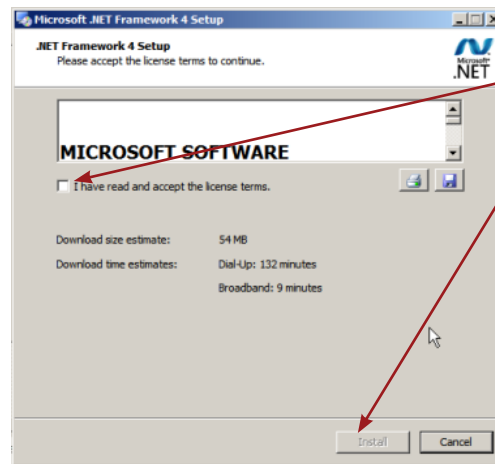 Microsoft .NET Framework 4 Setup
.NET Framework 4 Setup
Please accept the license terms to continue.
Microsoft
.NET
MICROSOFT SOFTWARE
I have read and accept the license terms.
Download size estimate: 54 MB
Download time estimates: Dial-Up: 132 minutes
Broadband: 9 minutes
Install Cancel